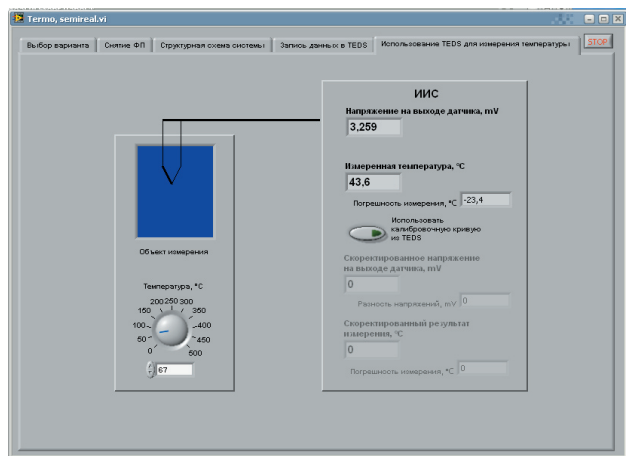 Termo, semireal.vi
Выбор варианта
Снятие ФП
Структурная схема системы
Запись данных в TEDS
Использование TEDS для измерения температуры
STOP
ИИС
Напряжение на выходе датчика, mV
3,259
Измеренная температура, °C
43,6
Погрешность измерения, °C -23,4
Использовать
калибровочную кривую
из TEDS
Скоректированное напряжение
на выходе датчика, mV
0
Разность напряжений, mV 0
Скоректированный результат
измерения, °C
0
Погрешность измерения, °C 0
Объект измерения
Температура, °C
200 250 300
150 350
100 400
50 450
0 500
67